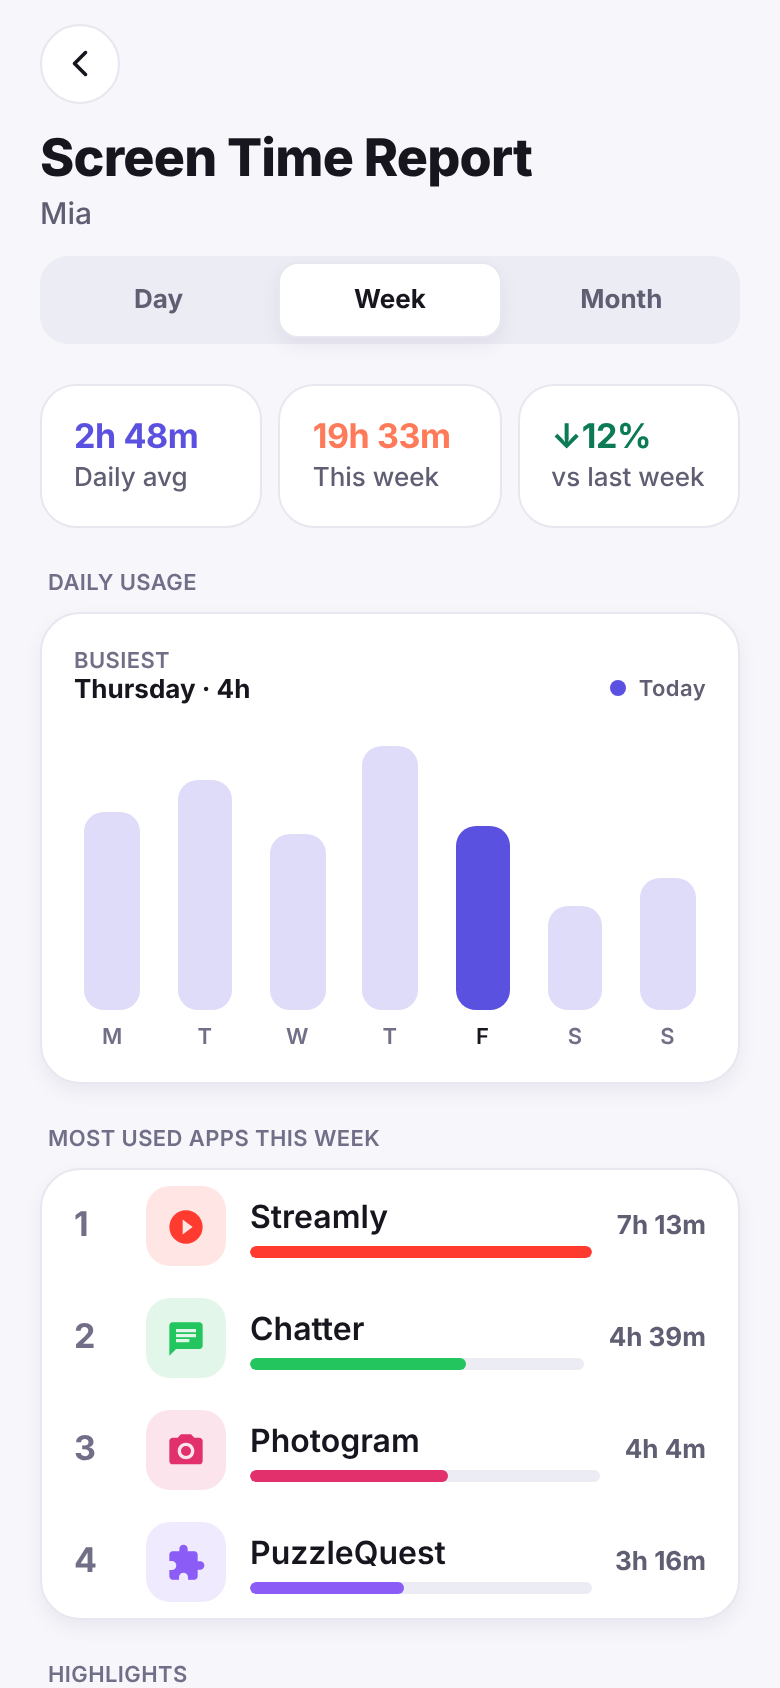 Screen Time Report
Mia
Day Week Month
2h 48m 19h 33m ↓12%
Daily avg This week vs last week
DAILY USAGE
BUSIEST
Thursday · 4h Today
M T W T F S S
MOST USED APPS THIS WEEK
1 Streamly 7h 13m
2 Chatter 4h 39m
3 Photogram 4h 4m
4 PuzzleQuest 3h 16m
HIGHLIGHTS